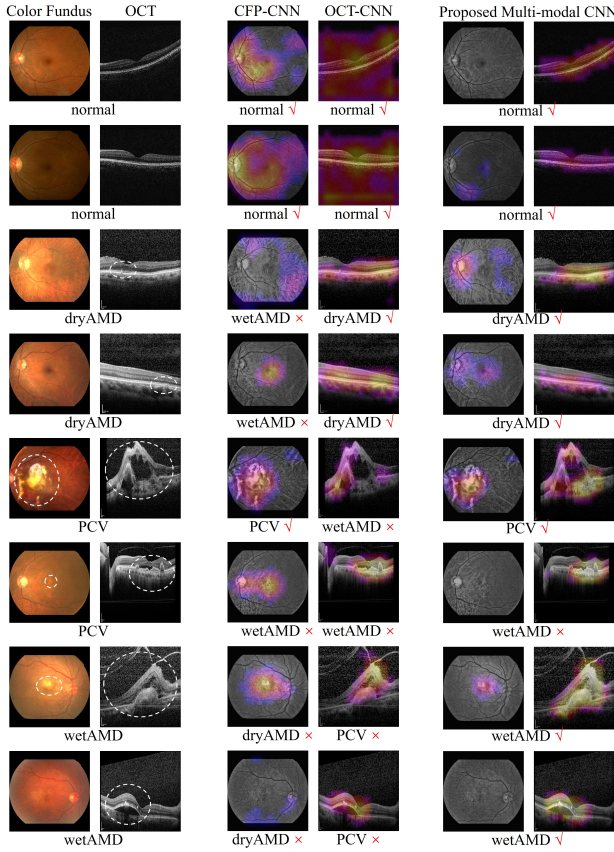 Color Fundus OCT CFP-CNN OCT-CNN Proposed Multi-modal CNN
normal normal √ normal √ normal √
normal normal √ normal √ normal √
dryAMD wetAMD × dryAMD √ dryAMD √
dryAMD wetAMD × dryAMD √ dryAMD √
PCV PCV √ wetAMD × PCV √
PCV wetAMD × wetAMD × wetAMD ×
wetAMD dryAMD × PCV × wetAMD √
wetAMD dryAMD × PCV × wetAMD √